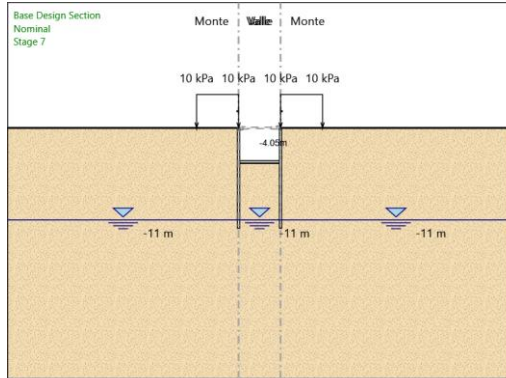 Base Design Section
Nominal
Stage 7
Monte Valle Monte
10 kPa 10 kPa 10 kPa 10 kPa
-4.05m
-11 m -11 m -11 m